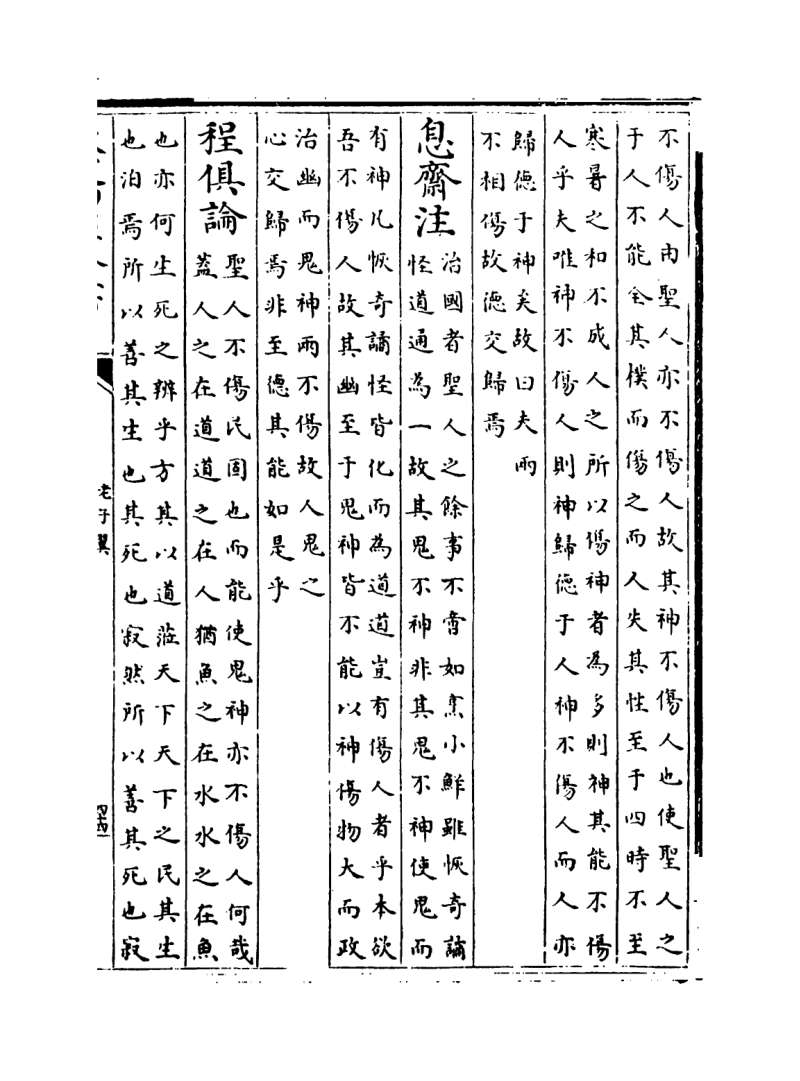 不傷人由聖人亦不傷人故其神不傷人也使聖人之
于人不能全其樸而傷之而人失其性至于四時不至
寒暑之和不成人之所以傷神者為多則神其能不傷
人乎夫唯神不傷人則神歸德于人神不傷人而人亦
歸德于神矣故曰夫兩
不相傷故德交歸焉
息齋注
治國者聖人之餘事不啻如烹小鮮雖恢奇譎
怪道通為一故其鬼不神非其鬼不神使鬼而
有神凡恢奇譎怪皆化而為道道豈有傷人者乎本欲
吾不傷人故其幽至于鬼神皆不能以神傷物大而政
治幽而鬼神兩不傷故人鬼之
心交歸焉非至德其能如是乎
程俱論
聖人不傷民固也而能使鬼神亦不傷人何哉
蓋人之在道道之在人猶魚之在水水之在魚
也亦何生死之辨乎方其以道蒞天下天下之民其生
也泊焉所以善其生也其死也寂然所以善其死也寂
老子翼